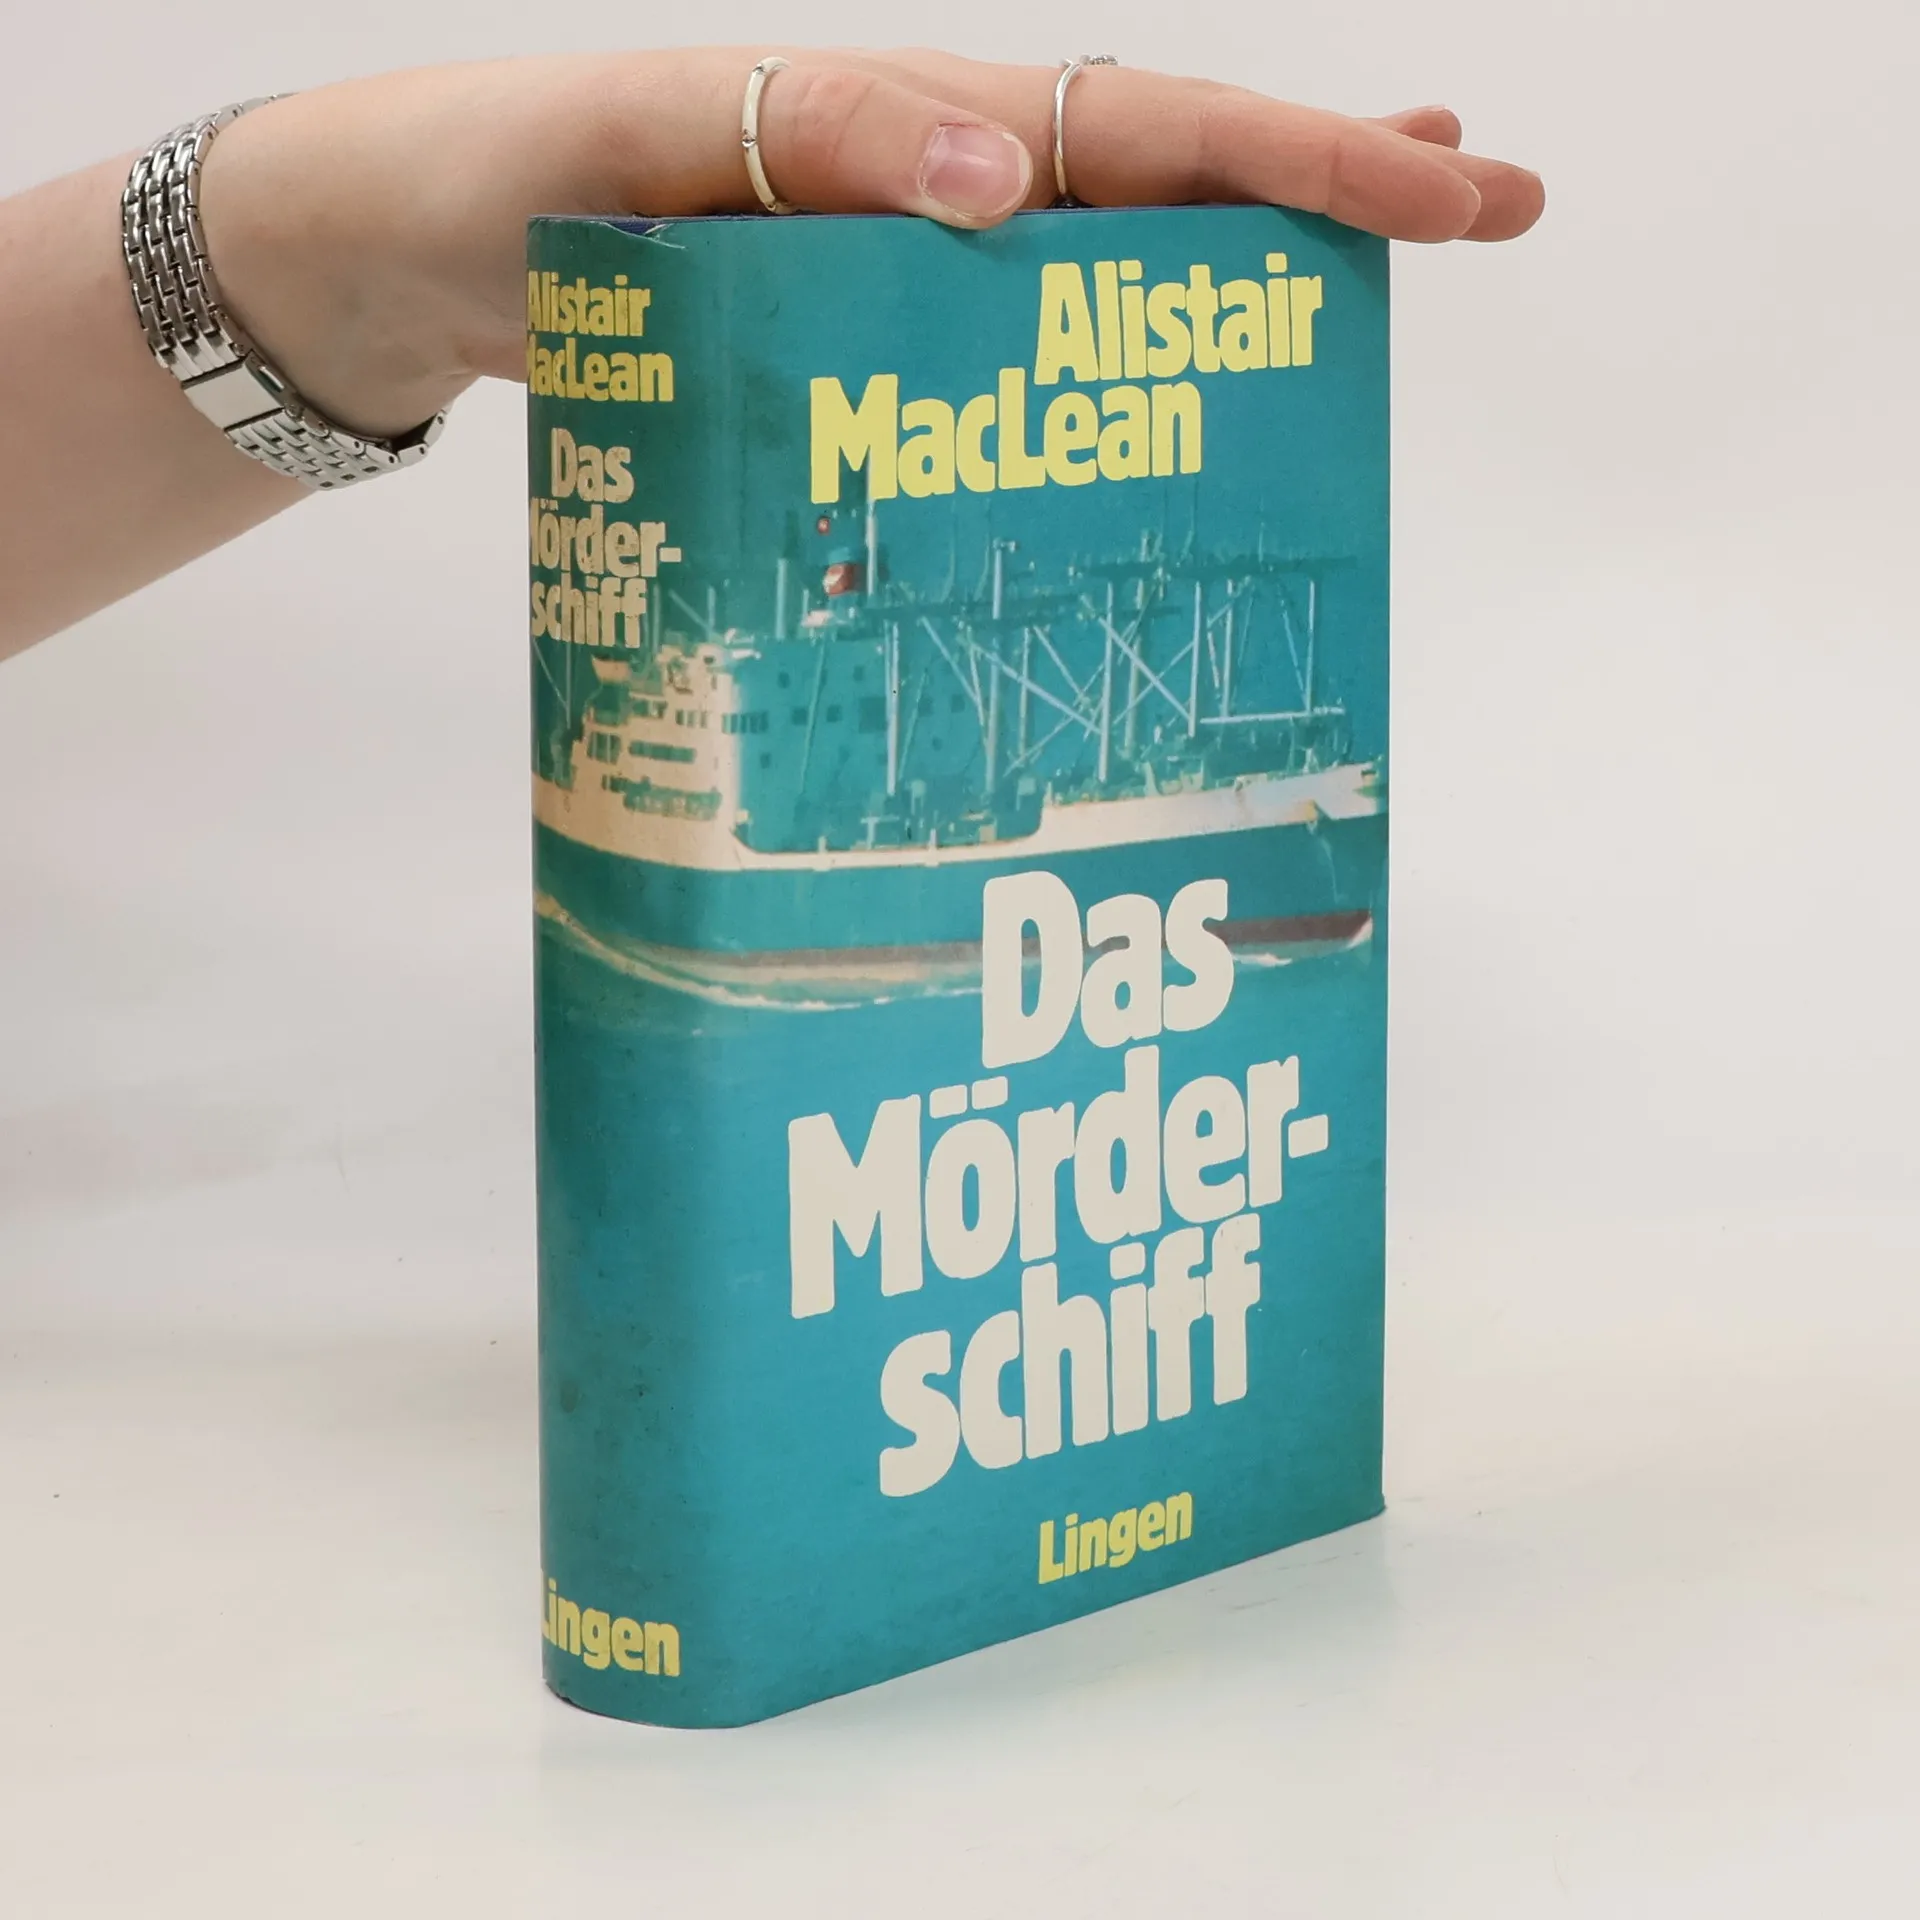 Alistair
MacLean
Das
Mörder-
schiff
Lingen
Alistair
MacLean
Das
Mörder-
schiff
Lingen